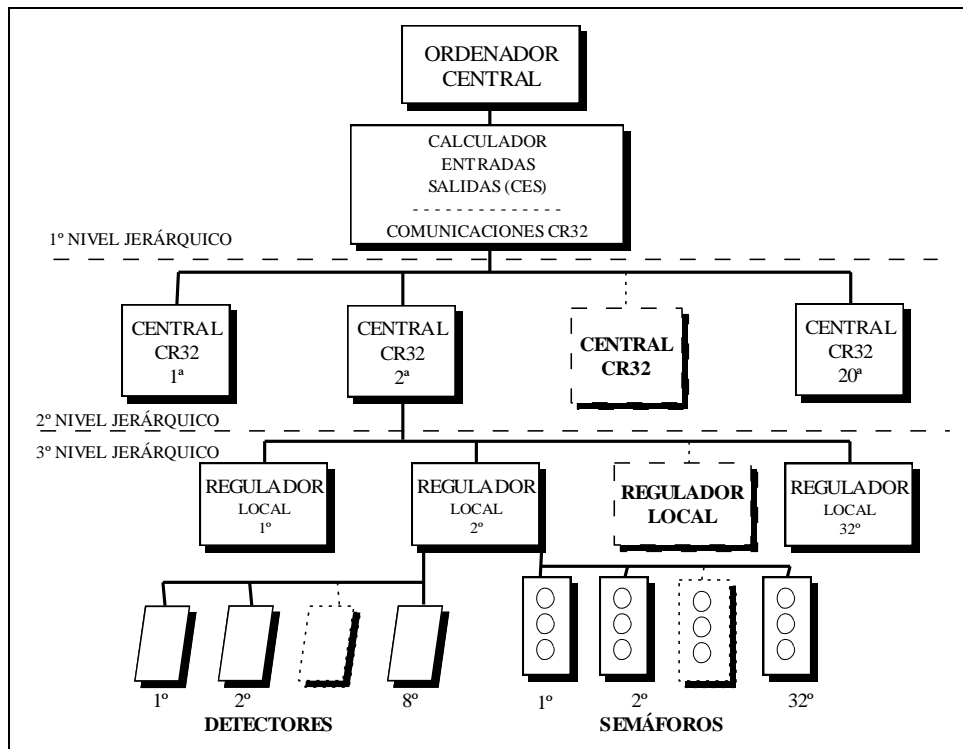 ORDENADOR
CENTRAL
CALCULADOR
ENTRADAS
SALIDAS (CES)
- - - - - - - - - - - - - -
COMUNICACIONES CR32
1º NIVEL JERÁRQUICO
CENTRAL
CR32
1ª
CENTRAL
CR32
2ª
CENTRAL
CR32
CENTRAL
CR32
20ª
2º NIVEL JERÁRQUICO
3º NIVEL JERÁRQUICO
REGULADOR
LOCAL
1º
REGULADOR
LOCAL
2º
REGULADOR
LOCAL
REGULADOR
LOCAL
32º
1º
2º
8º
DETECTORES
1º
2º
32º
SEMÁFOROS